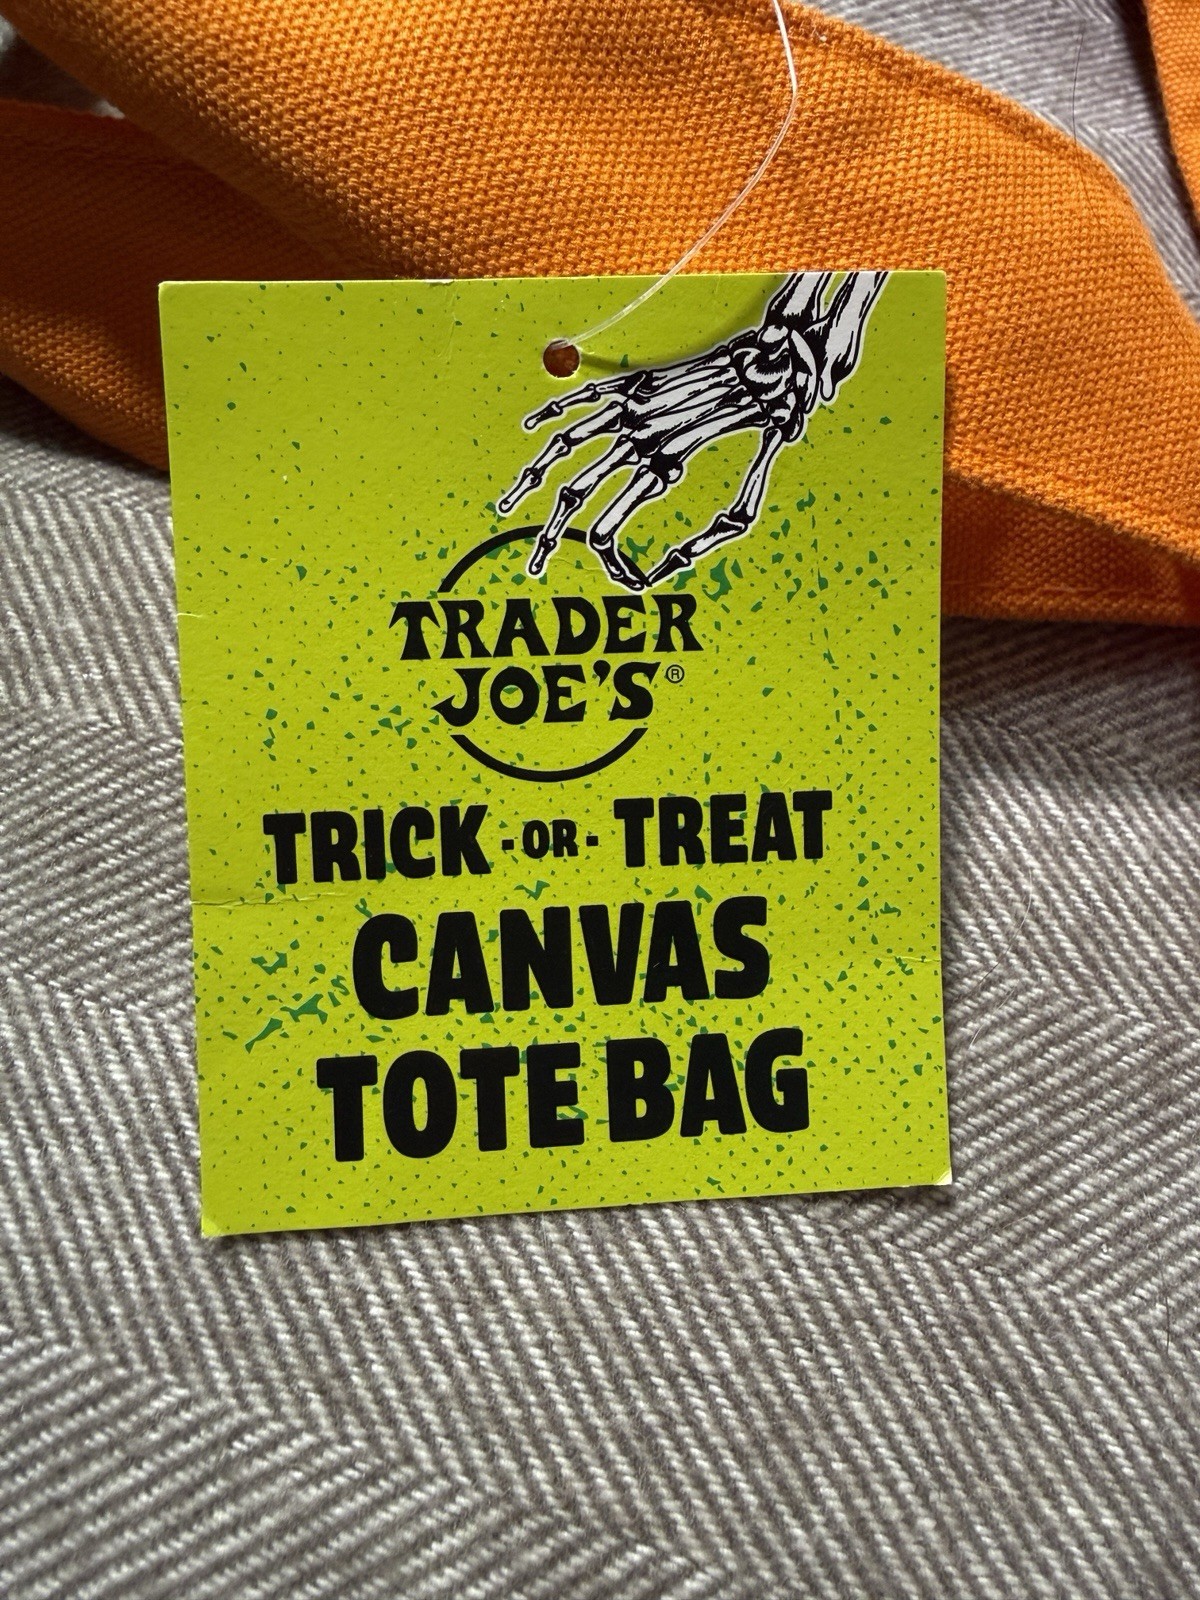 TRADER
JOE'S®
TRICK-OR-TREAT
CANVAS
TOTE BAG